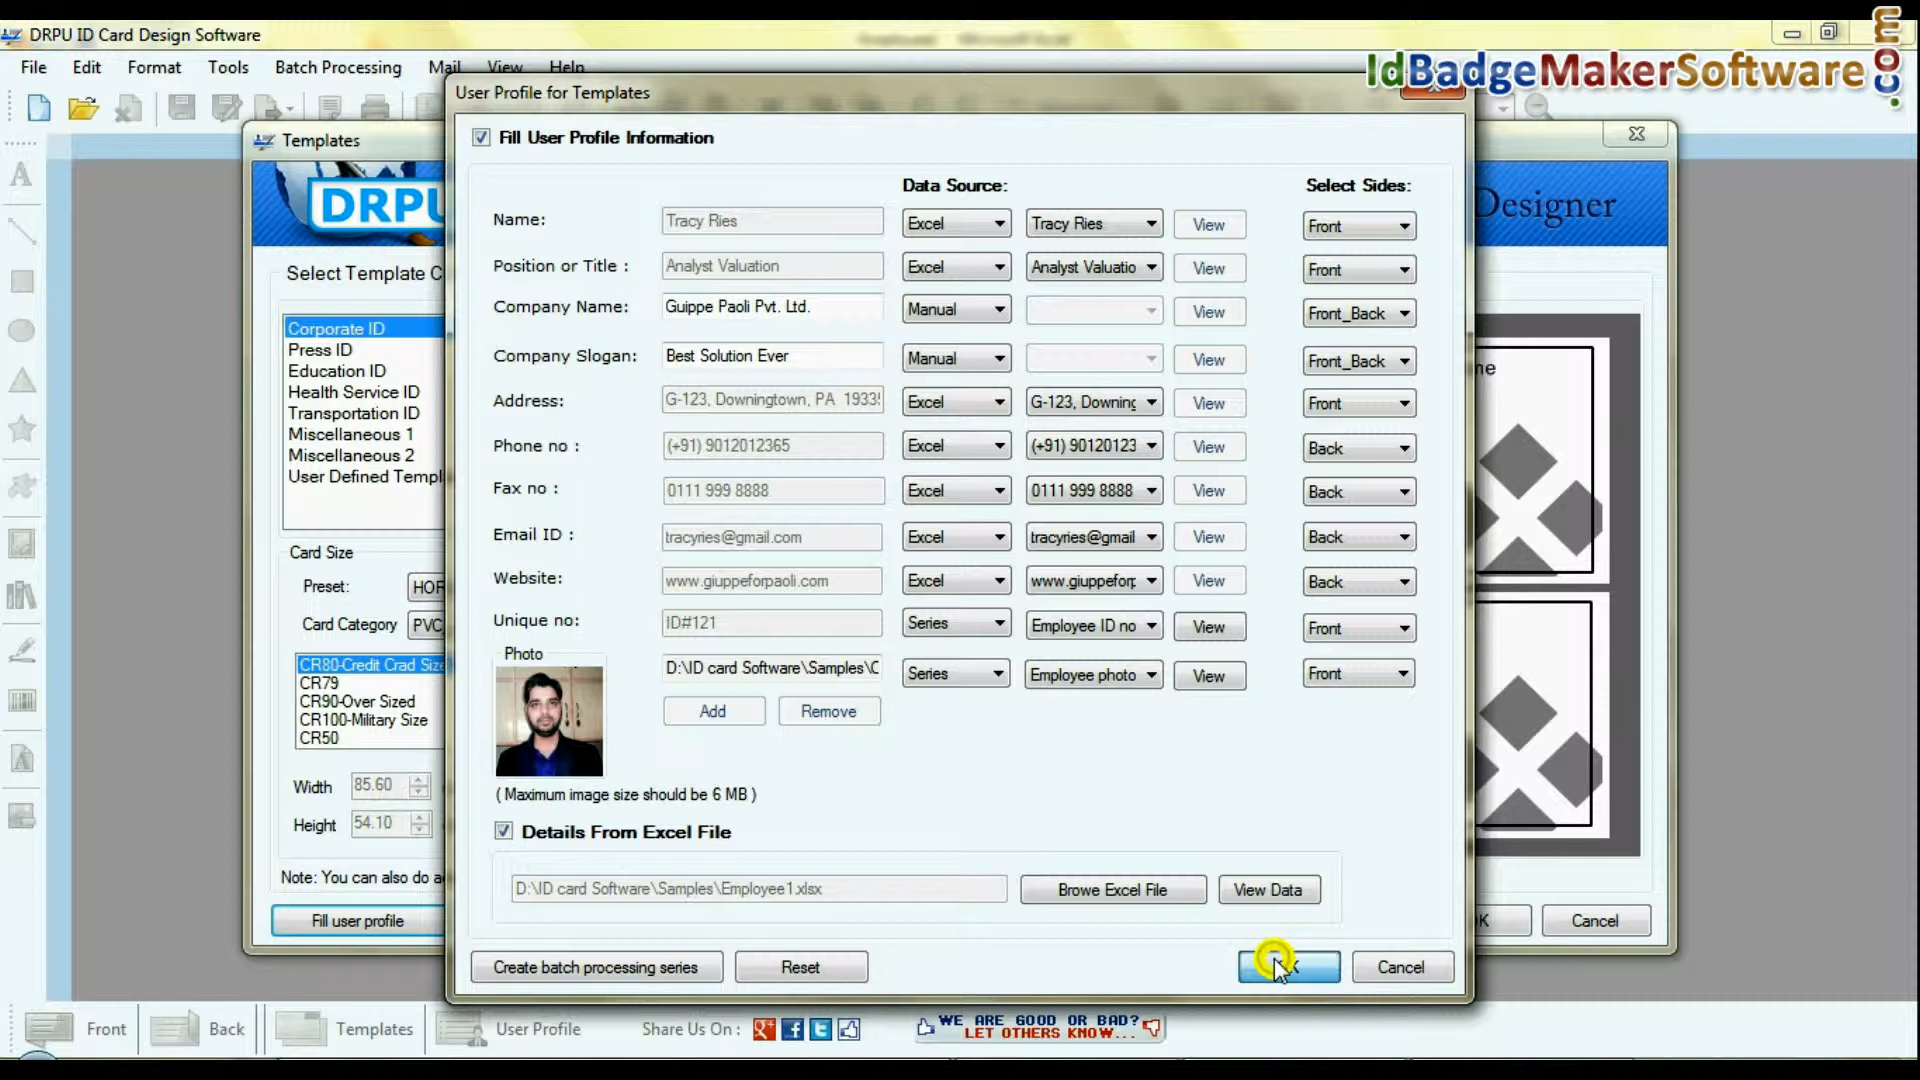 DRPU ID Card Design Software
IdBadgeMakerSoftware
.com
File Edit Format Tools Batch Processing Mail View Help
Templates
User Profile for Templates
DRPU
Designer
Select Template C
Corporate ID
Press ID
Education ID
Health Service ID
Transportation ID
Miscellaneous 1
Miscellaneous 2
User Defined Templ
Card Size
Preset: HOR
Card Category PVC
CR80-Credit Crad Size
CR79
CR90-Over Sized
CR100-Military Size
CR50
Width 85.60
Height 54.10
Note: You can also do a
Fill user profile
Fill User Profile Information
Data Source: Select Sides:
Name: Tracy Ries Excel Tracy Ries View Front
Position or Title : Analyst Valuation Excel Analyst Valuatio View Front
Company Name: Guippe Paoli Pvt. Ltd. Manual View Front_Back
Company Slogan: Best Solution Ever Manual View Front_Back
Address: G-123, Downingtown, PA 1933 Excel G-123, Downing View Front
Phone no : (+91) 9012012365 Excel (+91) 90120123 View Back
Fax no : 0111 999 8888 Excel 0111 999 8888 View Back
Email ID : tracyries@gmail.com Excel tracyries@gmail View Back
Website: www.giuppeforpaoli.com Excel www.giuppeforp View Back
Unique no: ID#121 Series Employee ID no View Front
Photo D:\ID card Software\Samples\C Series Employee photo View Front
Add Remove
( Maximum image size should be 6 MB )
Details From Excel File
D:\ID card Software\Samples\Employee1.xlsx Browe Excel File View Data
Create batch processing series Reset Cancel
me
Cancel
Front Back Templates User Profile Share Us On :
WE ARE GOOD OR BAD?
LET OTHERS KNOW...